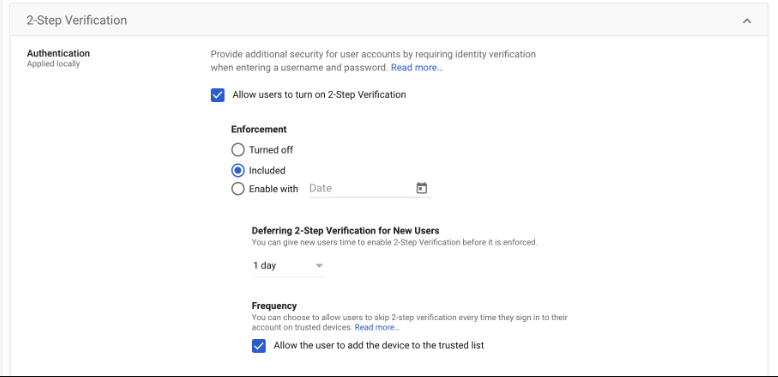 2-Step Verification
Authentication
Applied locally
Provide additional security for user accounts by requiring identity verification
when entering a username and password. Read more...
Allow users to turn on 2-Step Verification
Enforcement
Turned off
Included
Enable with Date
Deferring 2-Step Verification for New Users
You can give new users time to enable 2-Step Verification before it is enforced.
1 day
Frequency
You can choose to allow users to skip 2-step verification every time they sign in to their
account on trusted devices. Read more...
Allow the user to add the device to the trusted list